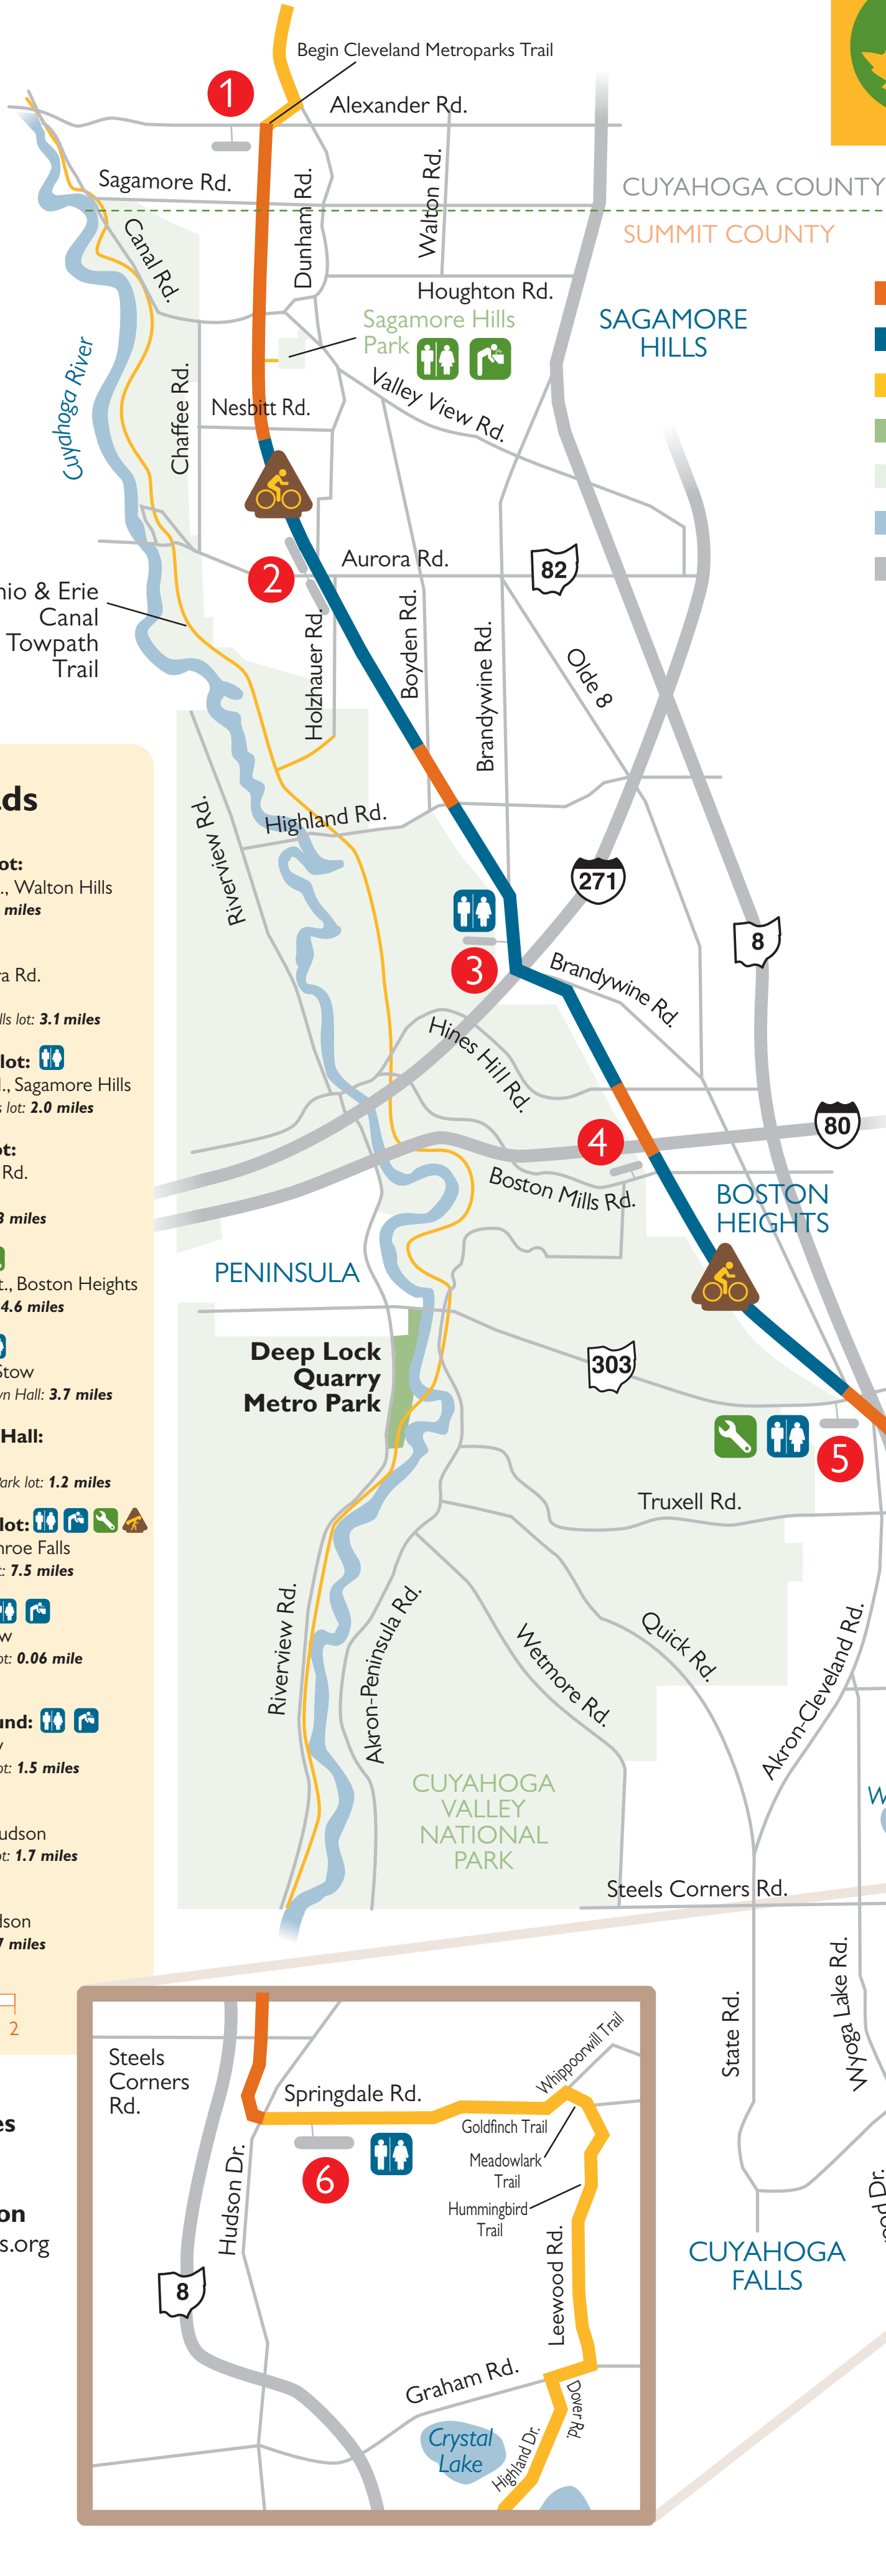 Begin Cleveland Metroparks Trail
1
Alexander Rd.
Sagamore Rd.
Dunham Rd.
Walton Rd.
CUYAHOGA COUNTY
SUMMIT COUNTY
Canal Rd.
Houghton Rd.
Sagamore Hills
Park
SAGAMORE
HILLS
Cuyahoga River
Chaffee Rd.
Nesbitt Rd.
Valley View Rd.
2
Aurora Rd.
82
nio & Erie
Canal
Towpath
Trail
Holzhauer Rd.
Boyden Rd.
Brandywine Rd.
Olde 8
Riverview Rd.
Highland Rd.
271
8
3
Brandywine Rd.
Hines Hill Rd.
4
80
Boston Mills Rd.
BOSTON
HEIGHTS
PENINSULA
Deep Lock
Quarry
Metro Park
303
5
Truxell Rd.
Riverview Rd.
Akron-Peninsula Rd.
Wetmore Rd.
Quick Rd.
Akron-Cleveland Rd.
CUYAHOGA
VALLEY
NATIONAL
PARK
W
Steels Corners Rd.
State Rd.
Wyoga Lake Rd.
CUYAHOGA
FALLS
ood Dr.
ds
ot:
., Walton Hills
miles
ra Rd.
lls lot: 3.1 miles
lot:
l., Sagamore Hills
s lot: 2.0 miles
ot:
Rd.
8 miles
t., Boston Heights
4.6 miles
Stow
vn Hall: 3.7 miles
Hall:
Park lot: 1.2 miles
lot:
nroe Falls
t: 7.5 miles
w
ot: 0.06 mile
und:
ot: 1.5 miles
udson
ot: 1.7 miles
dson
7 miles
2
es
on
s.org
Steels
Corners
Rd.
Springdale Rd.
Whippoorwill Trail
Goldfinch Trail
6
Meadowlark
Trail
Hummingbird
Trail
Hudson Dr.
8
Leewood Rd.
Graham Rd.
Dover Rd.
Crystal
Lake
Highland Dr.